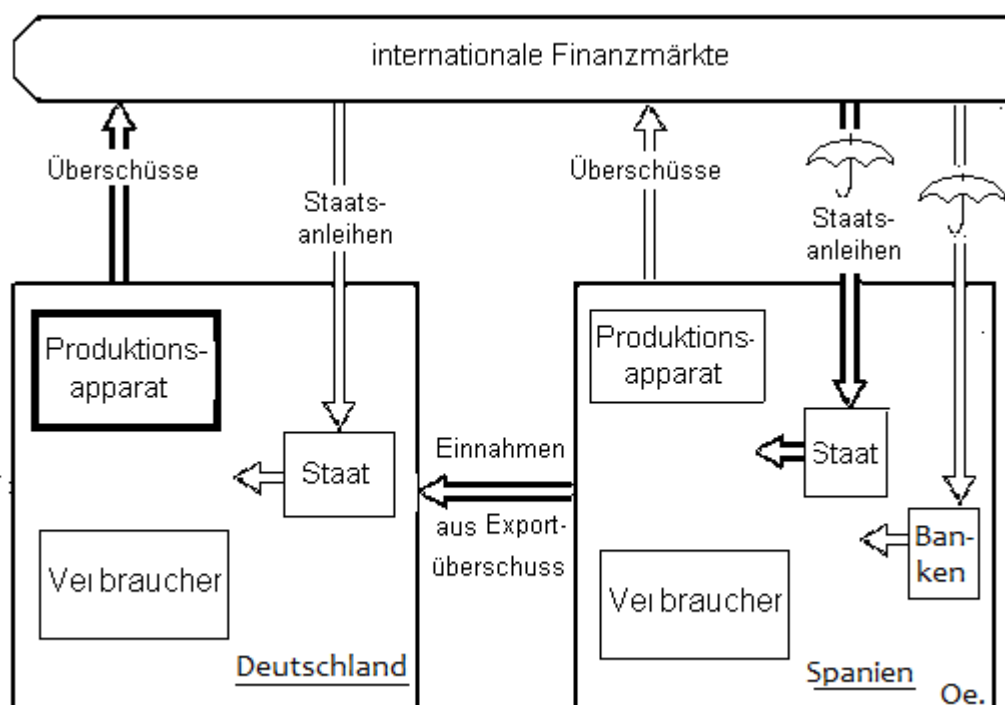 internationale Finanzmärkte
Überschüsse
Staats-
anleihen
Überschüsse
Staats-
anleihen
Produktions-
apparat
Staat
Verbraucher
Deutschland
Einnahmen
aus Export-
überschuss
Produktions-
apparat
Staat
Ban-
ken
Verbraucher
Spanien
Oe.